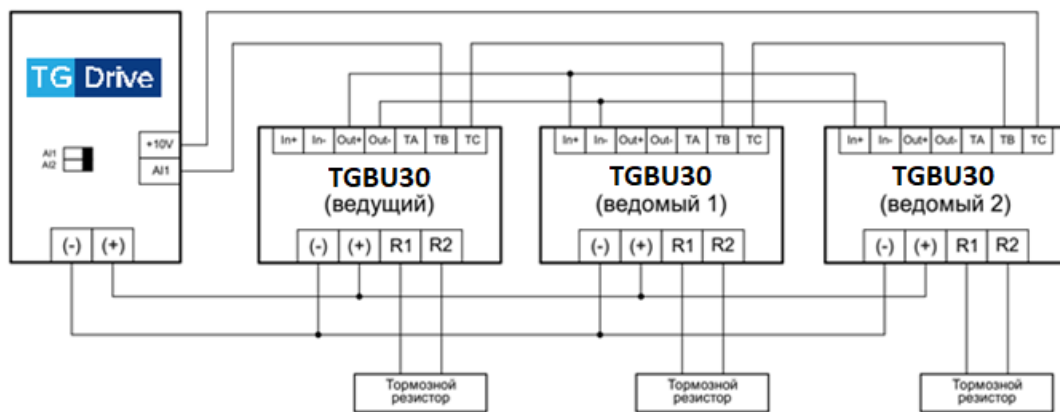 TG Drive
+10V
AI1
AI2
AI1
(-) (+)
In+ In- Out+ Out- TA TB TC
TGBU30
(ведущий)
(-) (+) R1 R2
In+ In- Out+ Out- TA TB TC
TGBU30
(ведомый 1)
(-) (+) R1 R2
In+ In- Out+ Out- TA TB TC
TGBU30
(ведомый 2)
(-) (+) R1 R2
Тормозной
резистор
Тормозной
резистор
Тормозной
резистор